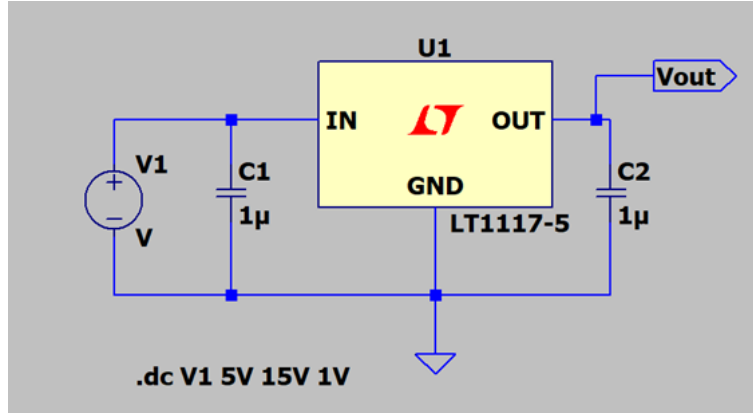 U1
Vout
IN
OUT
V1
C1
C2
GND
1µ
1µ
V
LT1117-5
.dc V1 5V 15V 1V